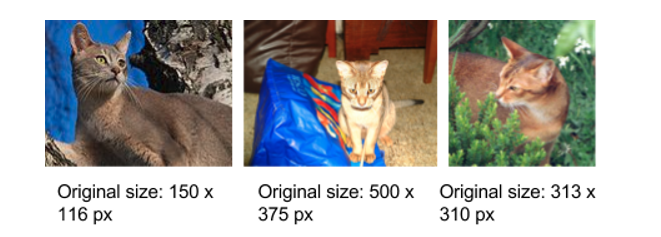 Original size: 150 x
116 px
Original size: 500 x
375 px
Original size: 313 x
310 px